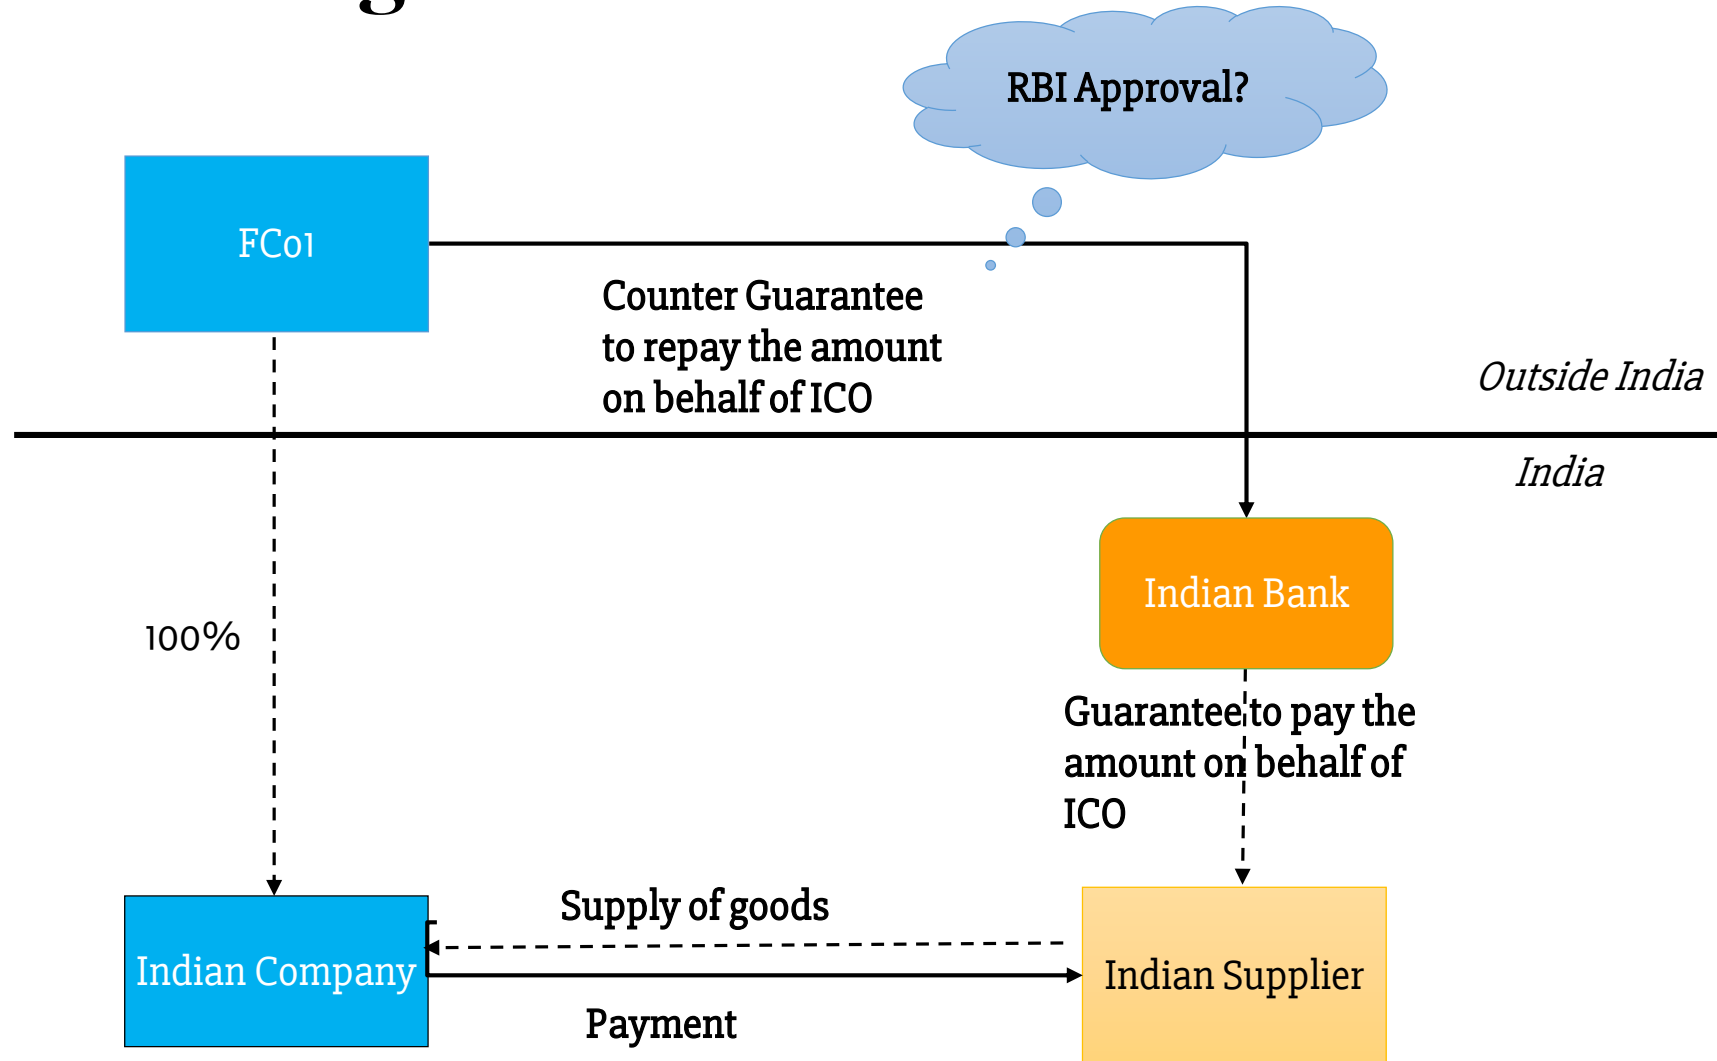 RBI Approval?
FCo1
Counter Guarantee
to repay the amount
on behalf of ICO
Outside India
India
Indian Bank
100%
Guarantee to pay the
amount on behalf of
ICO
Supply of goods
Indian Company
Indian Supplier
Payment